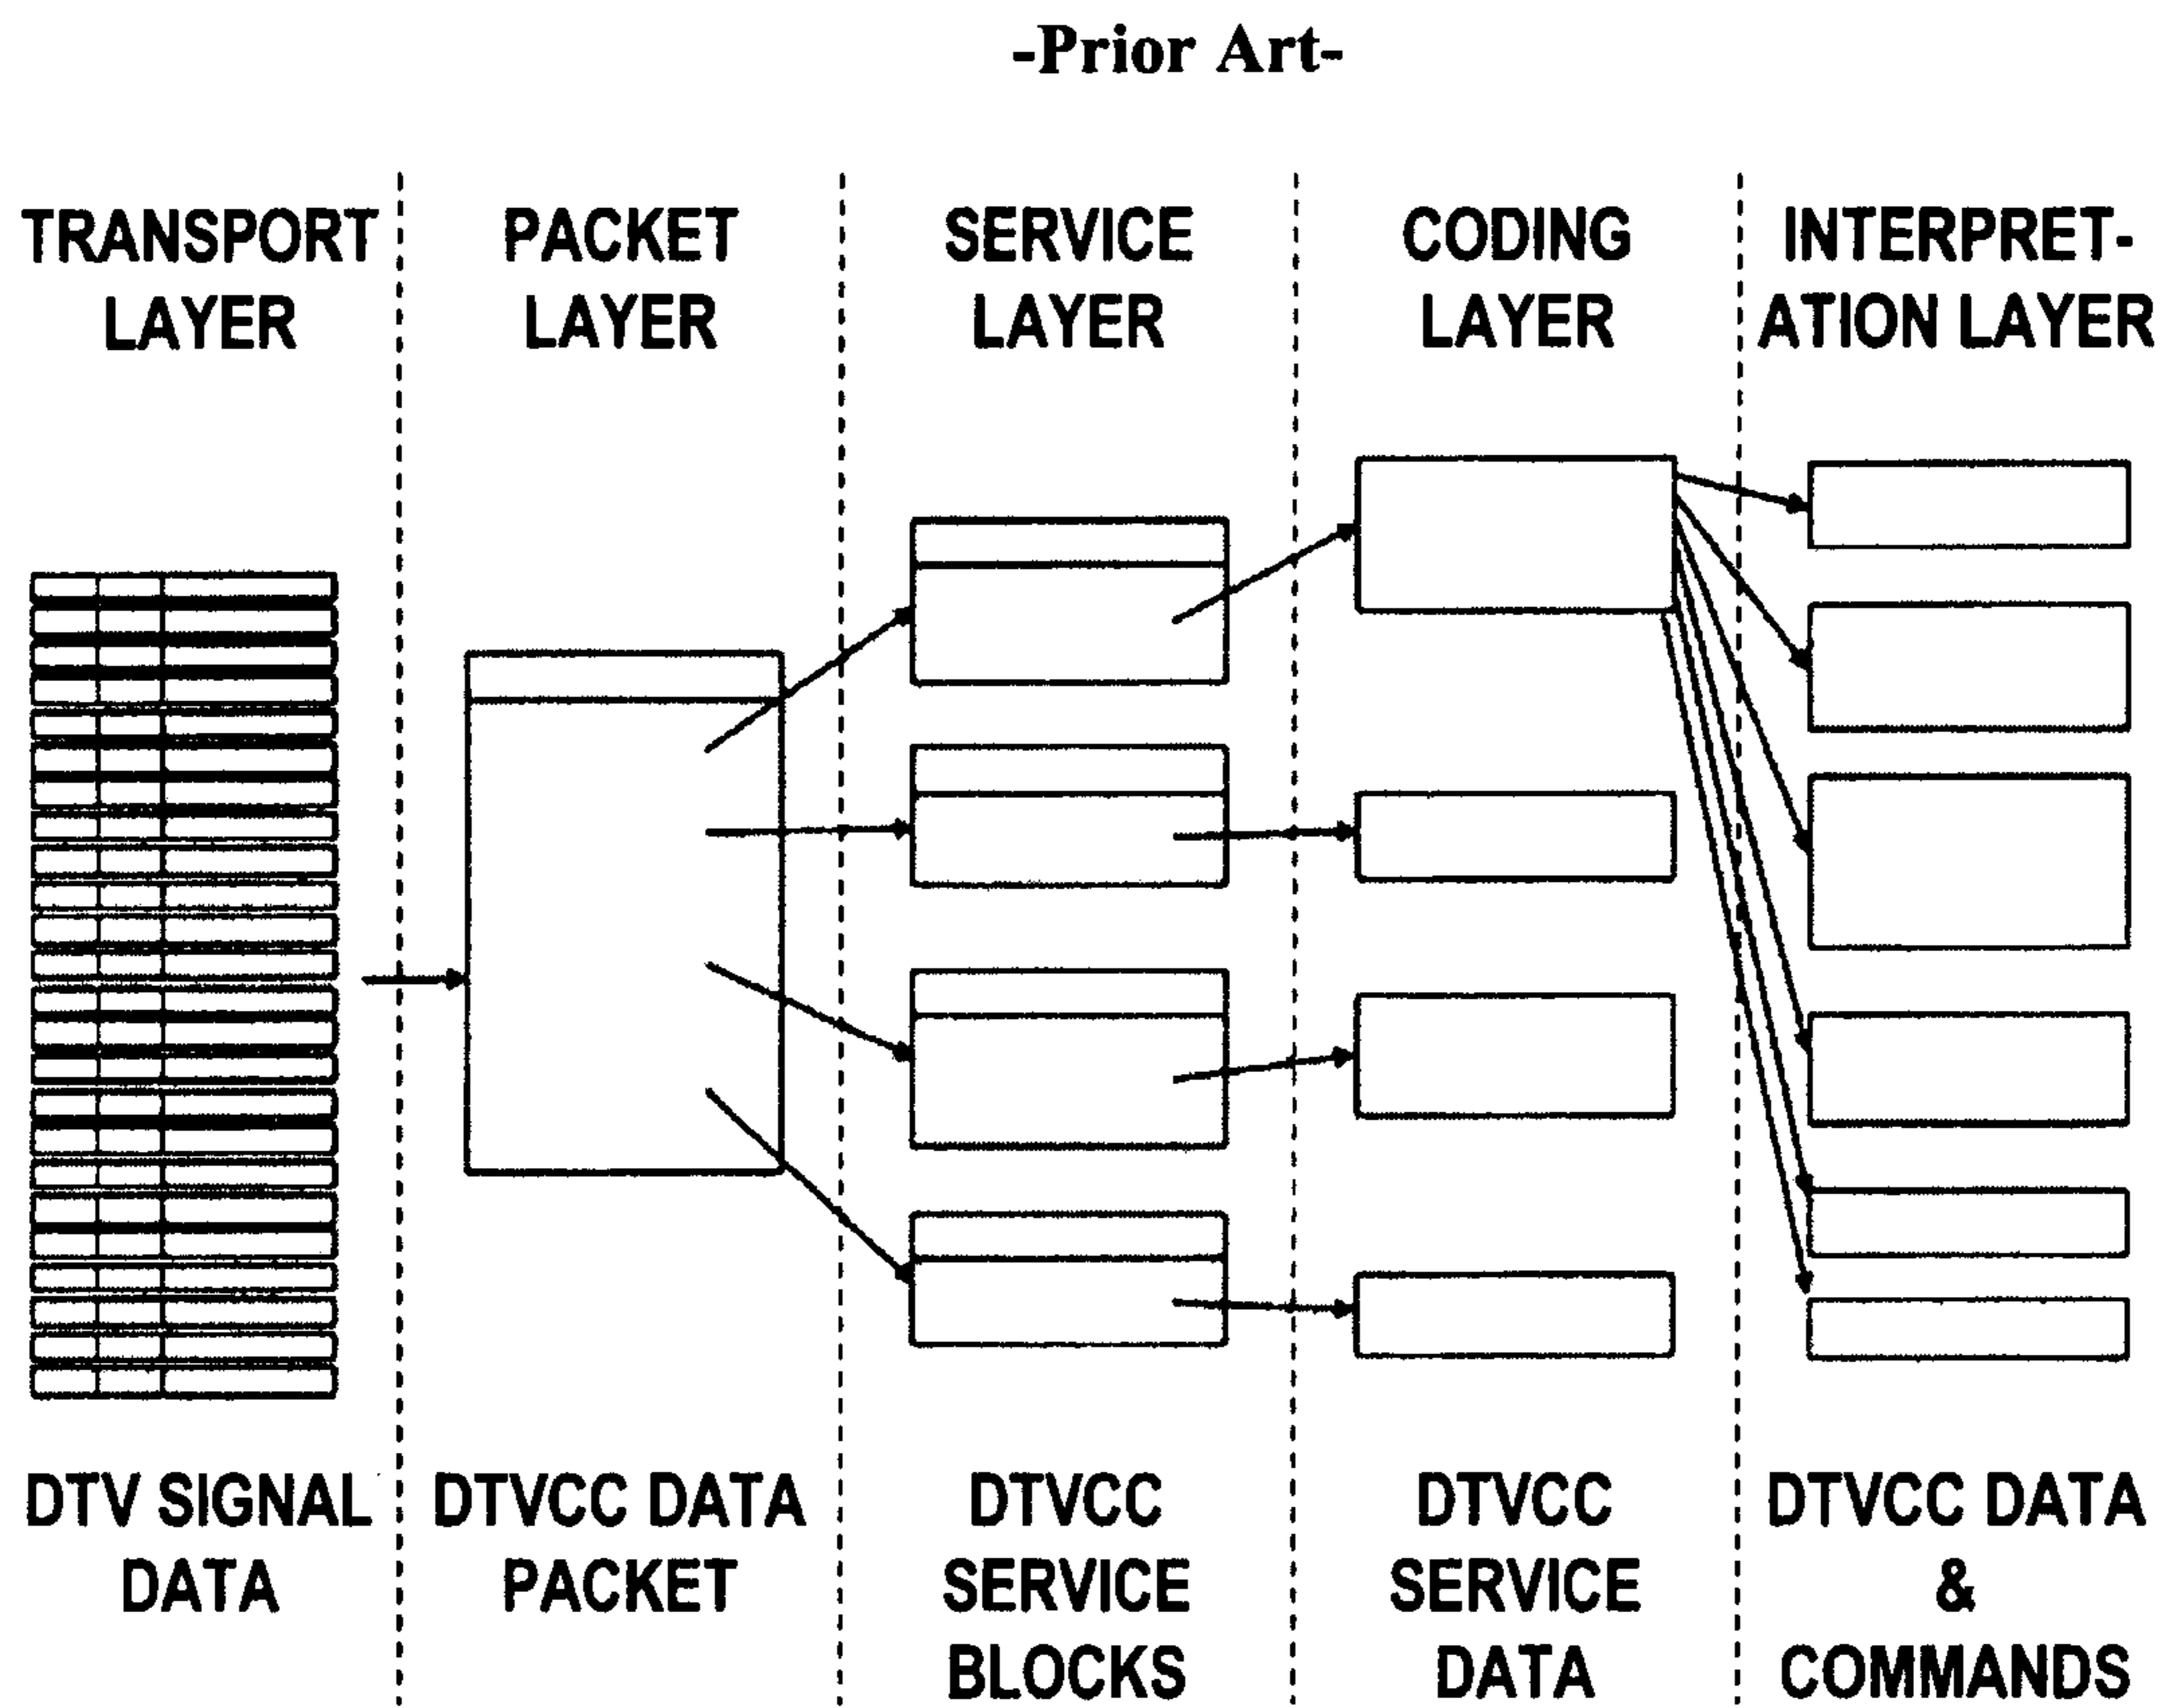 -Prior Art-
TRANSPORT
LAYER
PACKET
LAYER
SERVICE
LAYER
CODING
LAYER
INTERPRET-
ATION LAYER
DTV SIGNAL
DATA
DTVCC DATA
PACKET
DTVCC
SERVICE
BLOCKS
DTVCC
SERVICE
DATA
DTVCC DATA
&
COMMANDS